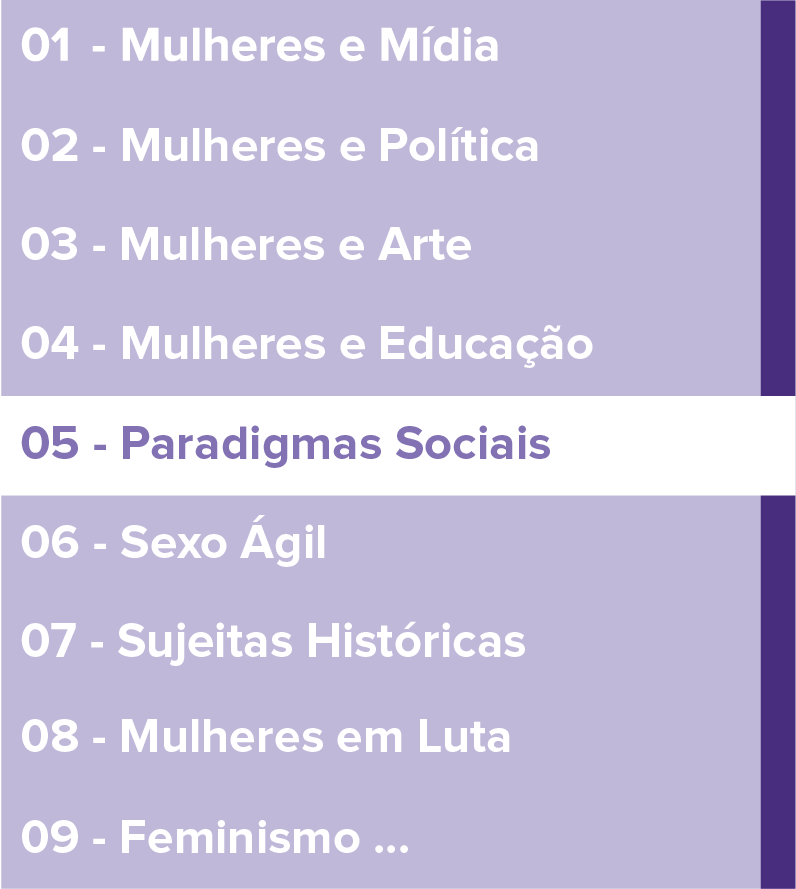 01 - Mulheres e Mídia
02 - Mulheres e Política
03 - Mulheres e Arte
04 - Mulheres e Educação
05 - Paradigmas Sociais
06 - Sexo Ágil
07 - Sujeitas Históricas
08 - Mulheres em Luta
09 - Feminismo ...